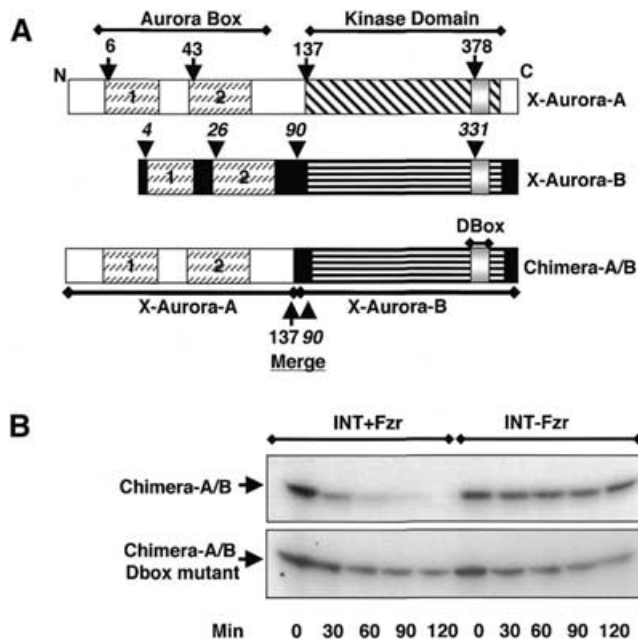 A
Aurora Box
Kinase Domain
6 43 137 378
N C
1 2
X-Aurora-A
4 26 90 331
1 2
X-Aurora-B
DBox
1 2
Chimera-A/B
X-Aurora-A X-Aurora-B
137 90
Merge
B
INT+Fzr INT-Fzr
Chimera-A/B
Chimera-A/B
Dbox mutant
Min 0 30 60 90 120 0 30 60 90 120